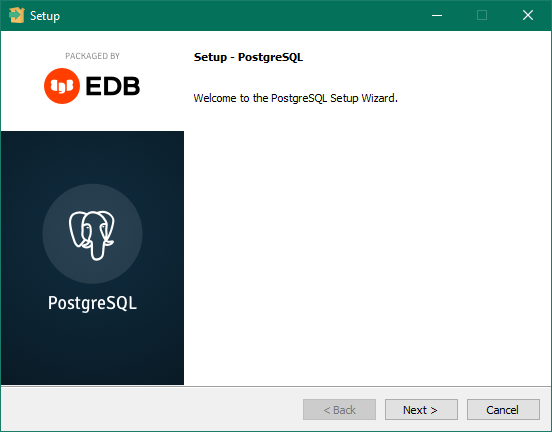 Setup
PACKAGED BY
EDB
Setup - PostgreSQL
Welcome to the PostgreSQL Setup Wizard.
PostgreSQL
< Back
Next >
Cancel